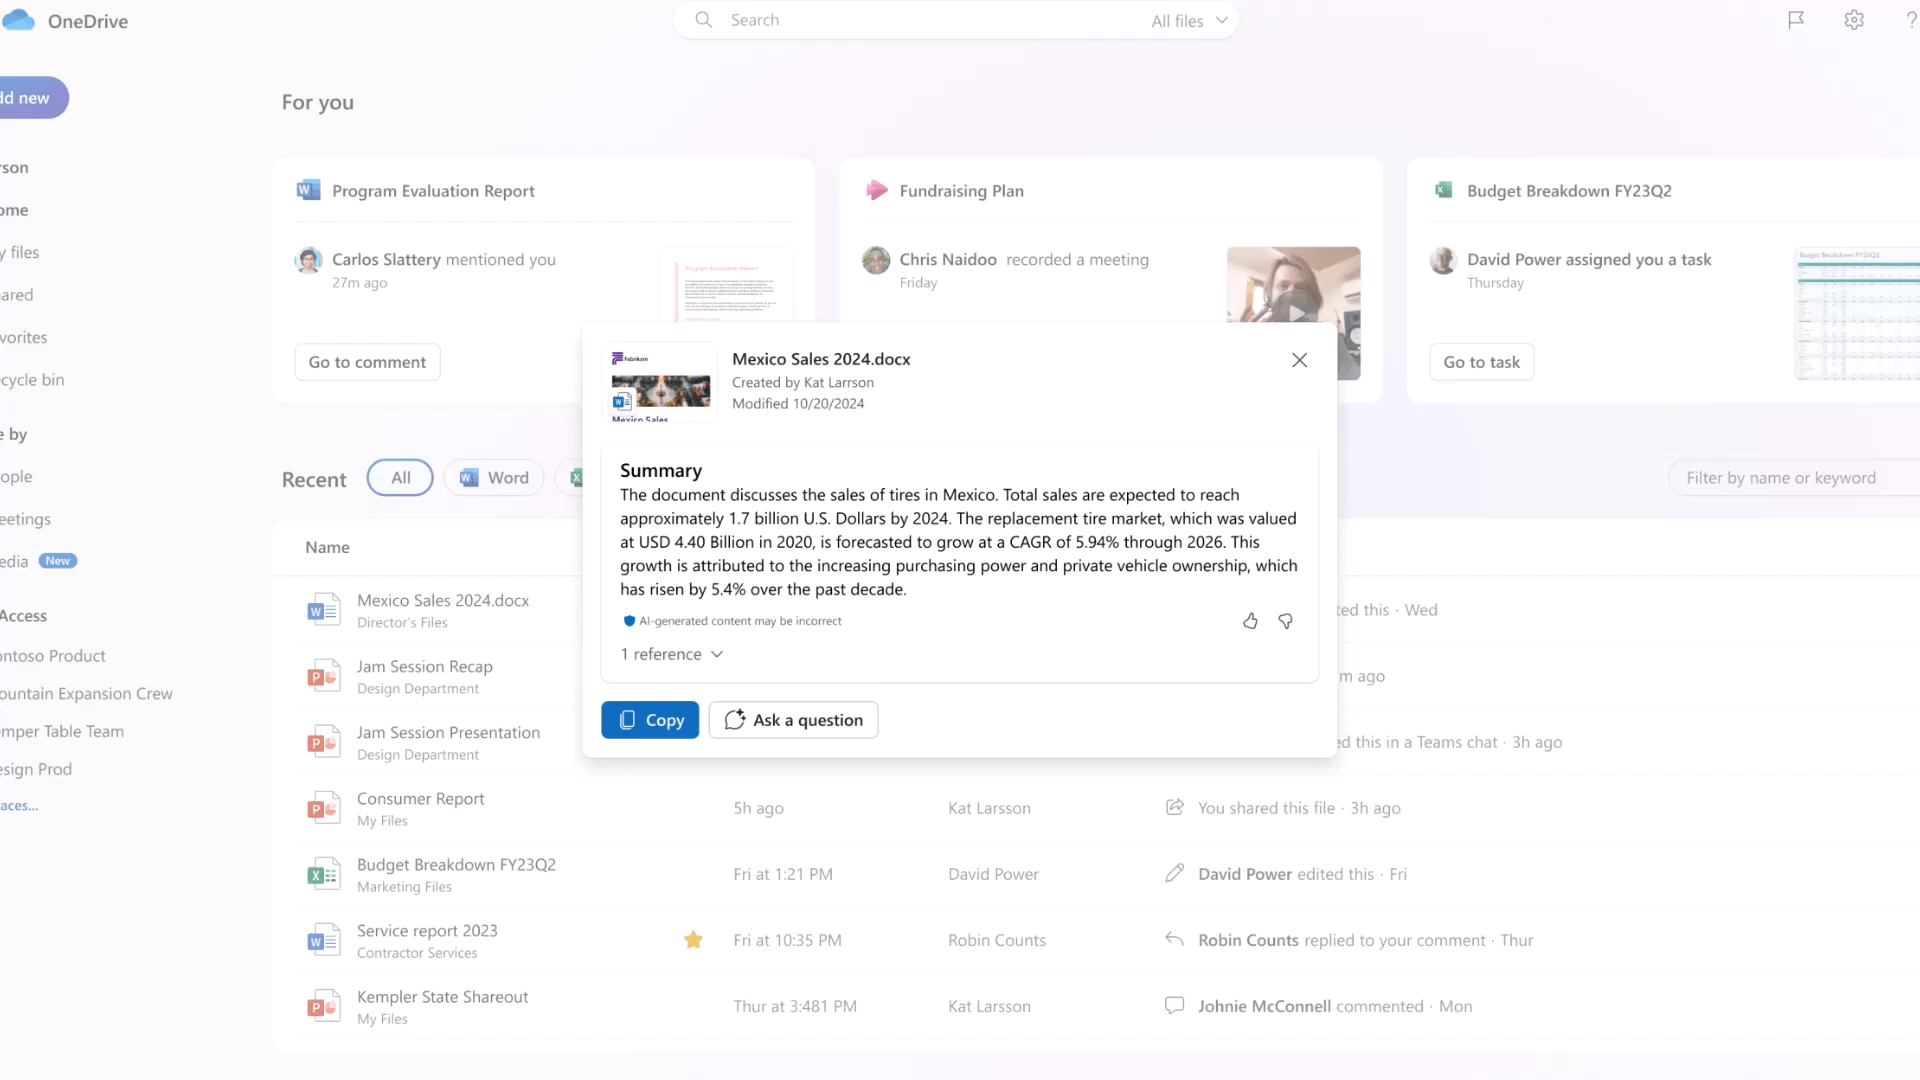 OneDrive
Search
All files
?
dd new
For you
rson
ome
y files
ared
vorites
cycle bin
e by
ople
eetings
edia New
Access
ontoso Product
ountain Expansion Crew
mper Table Team
esign Prod
aces...
Program Evaluation Report
Carlos Slattery mentioned you
27m ago
Program Evaluation Report
Go to comment
Fundraising Plan
Chris Naidoo recorded a meeting
Friday
Budget Breakdown FY23Q2
David Power assigned you a task
Thursday
Budget Breakdown FY23Q2
Go to task
Fabrikam
Mexico Sales
Mexico Sales 2024.docx
Created by Kat Larrson
Modified 10/20/2024
Summary
The document discusses the sales of tires in Mexico. Total sales are expected to reach
approximately 1.7 billion U.S. Dollars by 2024. The replacement tire market, which was valued
at USD 4.40 Billion in 2020, is forecasted to grow at a CAGR of 5.94% through 2026. This
growth is attributed to the increasing purchasing power and private vehicle ownership, which
has risen by 5.4% over the past decade.
AI-generated content may be incorrect
1 reference
Copy
Ask a question
Recent
All
Word
Filter by name or keyword
Name
Mexico Sales 2024.docx
Director's Files
ted this · Wed
Jam Session Recap
Design Department
m ago
Jam Session Presentation
Design Department
ed this in a Teams chat · 3h ago
Consumer Report
My Files
5h ago
Kat Larsson
You shared this file · 3h ago
Budget Breakdown FY23Q2
Marketing Files
Fri at 1:21 PM
David Power
David Power edited this · Fri
Service report 2023
Contractor Services
Fri at 10:35 PM
Robin Counts
Robin Counts replied to your comment · Thur
Kempler State Shareout
My Files
Thur at 3:481 PM
Kat Larsson
Johnie McConnell commented · Mon